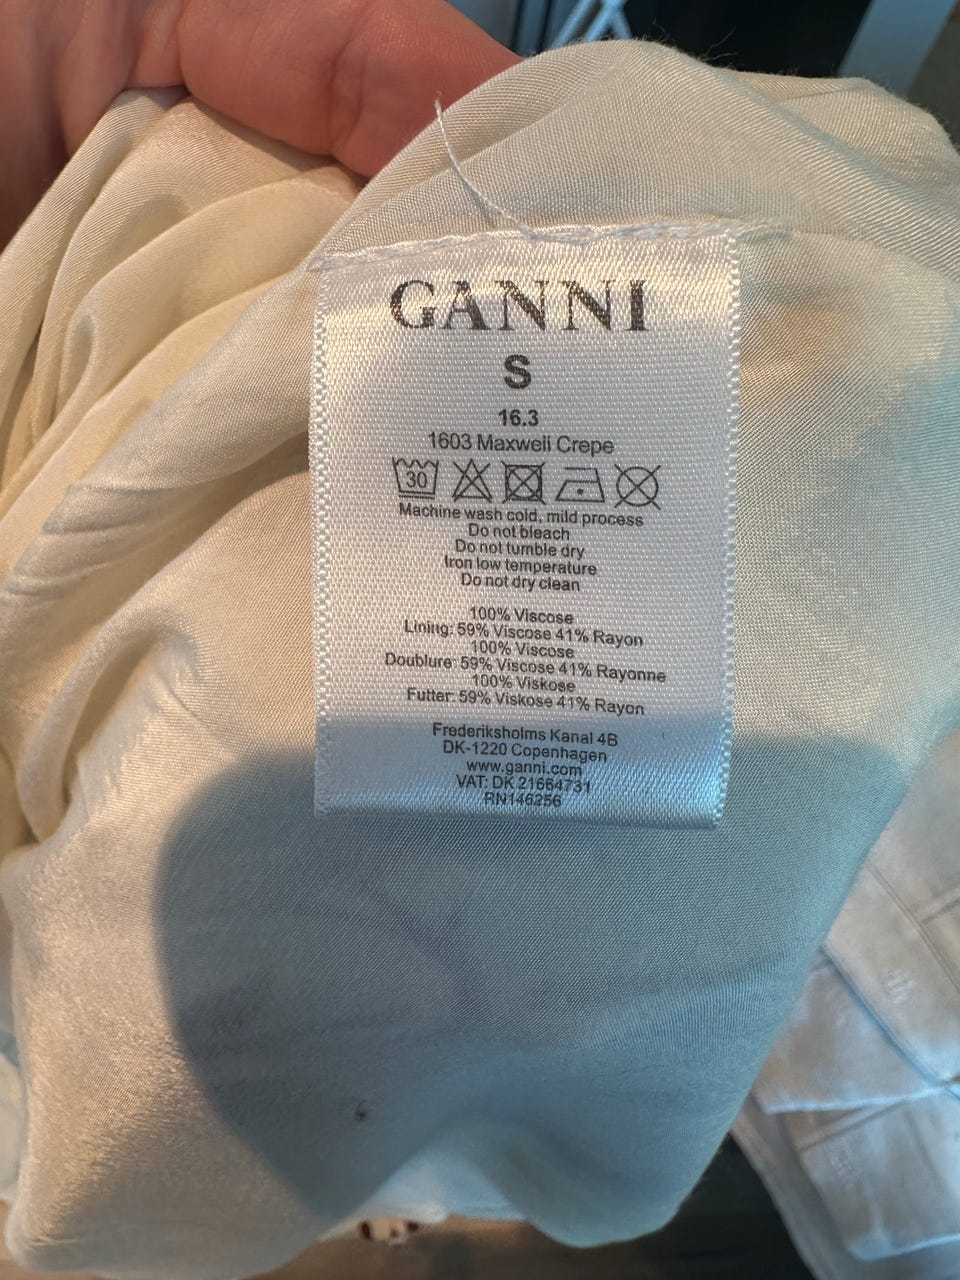 GANNI
S
16.3
1603 Maxwell Crepe
30
Machine wash cold, mild process
Do not bleach
Do not tumble dry
Iron low temperature
Do not dry clean
100% Viscose
Lining: 59% Viscose 41% Rayon
100% Viscose
Doublure: 59% Viscose 41% Rayonne
100% Viskose
Futter: 59% Viskose 41% Rayon
Frederiksholms Kanal 4B
DK-1220 Copenhagen
www.ganni.com
VAT: DK 21664731
RN146256